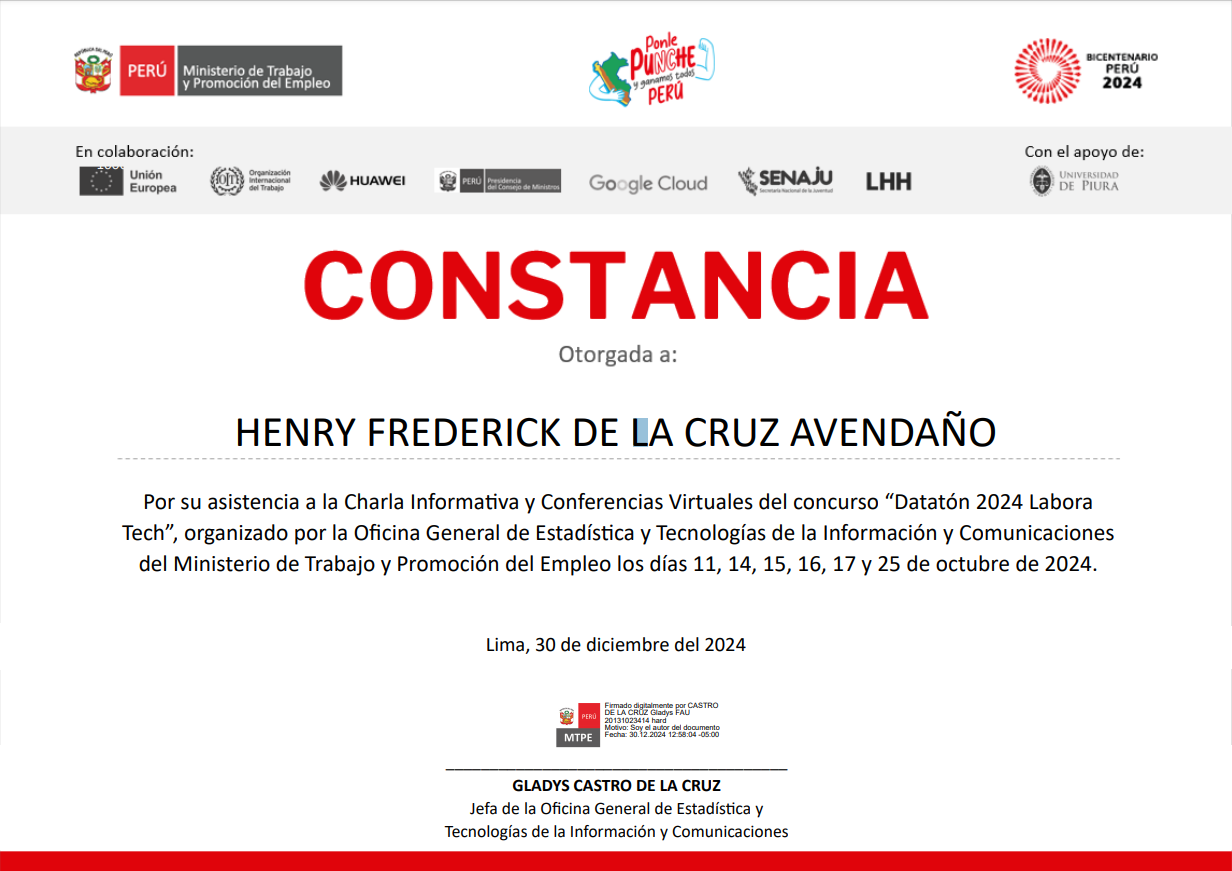 REPÚBLICA DEL PERÚ
PERÚ
Ministerio de Trabajo
y Promoción del Empleo
Ponle
PUNCHE
y ganamos todos
PERÚ
BICENTENARIO
PERÚ
2024
En colaboración:
Con el apoyo de:
Unión
Europea
Organización
Internacional
del Trabajo
HUAWEI
PERÚ
Presidencia
del Consejo de Ministros
Google Cloud
SENAJU
Secretaría Nacional de la Juventud
LHH
UNIVERSIDAD
DE PIURA
CONSTANCIA
Otorgada a:
HENRY FREDERICK DE LA CRUZ AVENDAÑO
Por su asistencia a la Charla Informativa y Conferencias Virtuales del concurso “Datatón 2024 Labora
Tech”, organizado por la Oficina General de Estadística y Tecnologías de la Información y Comunicaciones
del Ministerio de Trabajo y Promoción del Empleo los días 11, 14, 15, 16, 17 y 25 de octubre de 2024.
Lima, 30 de diciembre del 2024
PERÚ
MTPE
Firmado digitalmente por CASTRO
DE LA CRUZ Gladys FAU
20131023414 hard
Motivo: Soy el autor del documento
Fecha: 30.12.2024 12:58:04 -05:00
GLADYS CASTRO DE LA CRUZ
Jefa de la Oficina General de Estadística y
Tecnologías de la Información y Comunicaciones